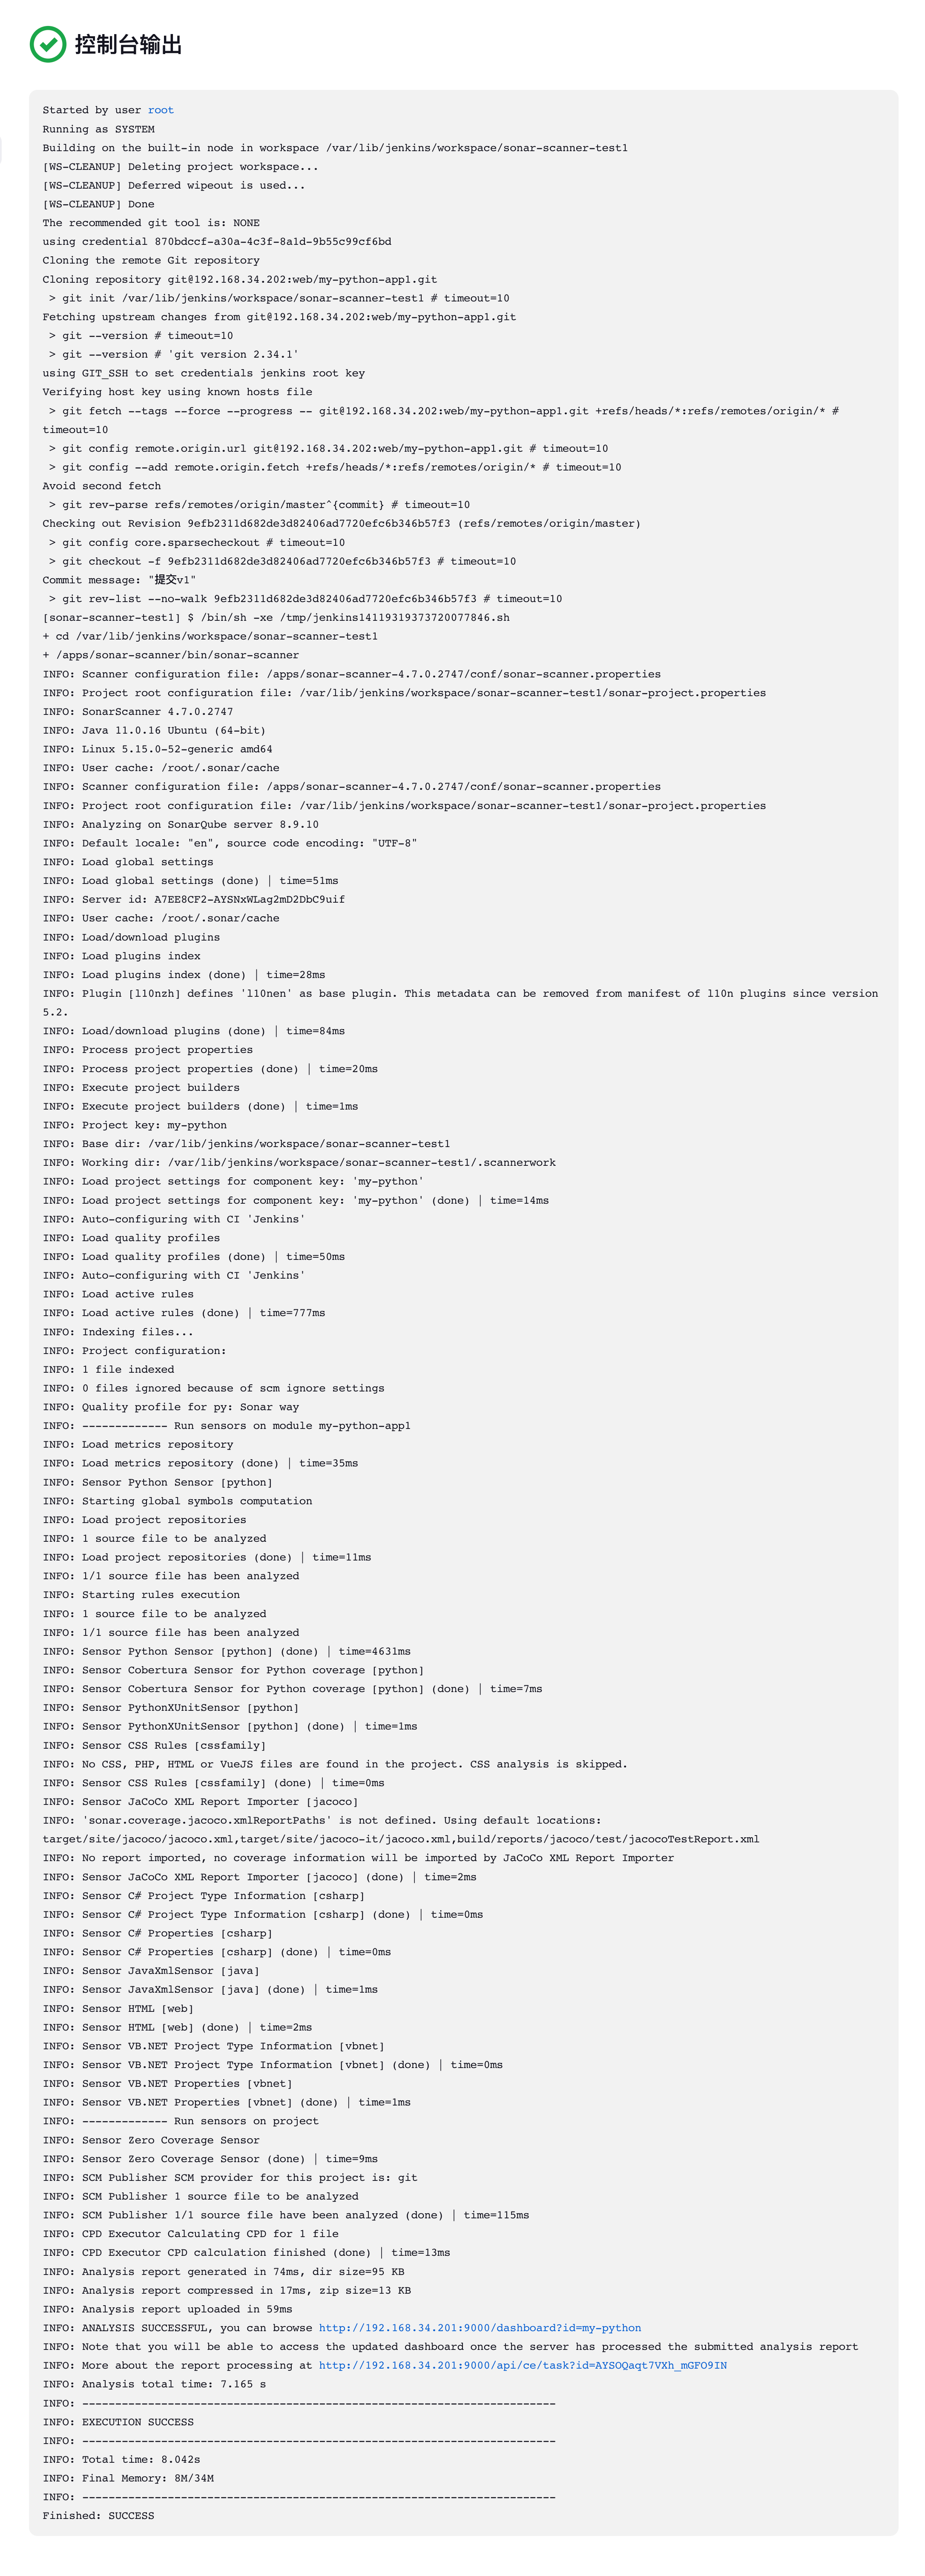 控制台输出
Started by user root
Running as SYSTEM
Building on the built-in node in workspace /var/lib/jenkins/workspace/sonar-scanner-test1
[WS-CLEANUP] Deleting project workspace...
[WS-CLEANUP] Deferred wipeout is used...
[WS-CLEANUP] Done
The recommended git tool is: NONE
using credential 870bdccf-a30a-4c3f-8a1d-9b55c99cf6bd
Cloning the remote Git repository
Cloning repository git@192.168.34.202:web/my-python-app1.git
 > git init /var/lib/jenkins/workspace/sonar-scanner-test1 # timeout=10
Fetching upstream changes from git@192.168.34.202:web/my-python-app1.git
 > git --version # timeout=10
 > git --version # 'git version 2.34.1'
using GIT_SSH to set credentials jenkins root key
Verifying host key using known hosts file
 > git fetch --tags --force --progress -- git@192.168.34.202:web/my-python-app1.git +refs/heads/*:refs/remotes/origin/* #
timeout=10
 > git config remote.origin.url git@192.168.34.202:web/my-python-app1.git # timeout=10
 > git config --add remote.origin.fetch +refs/heads/*:refs/remotes/origin/* # timeout=10
Avoid second fetch
 > git rev-parse refs/remotes/origin/master^{commit} # timeout=10
Checking out Revision 9efb2311d682de3d82406ad7720efc6b346b57f3 (refs/remotes/origin/master)
 > git config core.sparsecheckout # timeout=10
 > git checkout -f 9efb2311d682de3d82406ad7720efc6b346b57f3 # timeout=10
Commit message: "提交v1"
 > git rev-list --no-walk 9efb2311d682de3d82406ad7720efc6b346b57f3 # timeout=10
[sonar-scanner-test1] $ /bin/sh -xe /tmp/jenkins14119319373720077846.sh
+ cd /var/lib/jenkins/workspace/sonar-scanner-test1
+ /apps/sonar-scanner/bin/sonar-scanner
INFO: Scanner configuration file: /apps/sonar-scanner-4.7.0.2747/conf/sonar-scanner.properties
INFO: Project root configuration file: /var/lib/jenkins/workspace/sonar-scanner-test1/sonar-project.properties
INFO: SonarScanner 4.7.0.2747
INFO: Java 11.0.16 Ubuntu (64-bit)
INFO: Linux 5.15.0-52-generic amd64
INFO: User cache: /root/.sonar/cache
INFO: Scanner configuration file: /apps/sonar-scanner-4.7.0.2747/conf/sonar-scanner.properties
INFO: Project root configuration file: /var/lib/jenkins/workspace/sonar-scanner-test1/sonar-project.properties
INFO: Analyzing on SonarQube server 8.9.10
INFO: Default locale: "en", source code encoding: "UTF-8"
INFO: Load global settings
INFO: Load global settings (done) | time=51ms
INFO: Server id: A7EE8CF2-AYSNxWLag2mD2DbC9uif
INFO: User cache: /root/.sonar/cache
INFO: Load/download plugins
INFO: Load plugins index
INFO: Load plugins index (done) | time=28ms
INFO: Plugin [l10nzh] defines 'l10nen' as base plugin. This metadata can be removed from manifest of l10n plugins since version
5.2.
INFO: Load/download plugins (done) | time=84ms
INFO: Process project properties
INFO: Process project properties (done) | time=20ms
INFO: Execute project builders
INFO: Execute project builders (done) | time=1ms
INFO: Project key: my-python
INFO: Base dir: /var/lib/jenkins/workspace/sonar-scanner-test1
INFO: Working dir: /var/lib/jenkins/workspace/sonar-scanner-test1/.scannerwork
INFO: Load project settings for component key: 'my-python'
INFO: Load project settings for component key: 'my-python' (done) | time=14ms
INFO: Auto-configuring with CI 'Jenkins'
INFO: Load quality profiles
INFO: Load quality profiles (done) | time=50ms
INFO: Auto-configuring with CI 'Jenkins'
INFO: Load active rules
INFO: Load active rules (done) | time=777ms
INFO: Indexing files...
INFO: Project configuration:
INFO: 1 file indexed
INFO: 0 files ignored because of scm ignore settings
INFO: Quality profile for py: Sonar way
INFO: ------------- Run sensors on module my-python-app1
INFO: Load metrics repository
INFO: Load metrics repository (done) | time=35ms
INFO: Sensor Python Sensor [python]
INFO: Starting global symbols computation
INFO: Load project repositories
INFO: 1 source file to be analyzed
INFO: Load project repositories (done) | time=11ms
INFO: 1/1 source file has been analyzed
INFO: Starting rules execution
INFO: 1 source file to be analyzed
INFO: 1/1 source file has been analyzed
INFO: Sensor Python Sensor [python] (done) | time=4631ms
INFO: Sensor Cobertura Sensor for Python coverage [python]
INFO: Sensor Cobertura Sensor for Python coverage [python] (done) | time=7ms
INFO: Sensor PythonXUnitSensor [python]
INFO: Sensor PythonXUnitSensor [python] (done) | time=1ms
INFO: Sensor CSS Rules [cssfamily]
INFO: No CSS, PHP, HTML or VueJS files are found in the project. CSS analysis is skipped.
INFO: Sensor CSS Rules [cssfamily] (done) | time=0ms
INFO: Sensor JaCoCo XML Report Importer [jacoco]
INFO: 'sonar.coverage.jacoco.xmlReportPaths' is not defined. Using default locations:
target/site/jacoco/jacoco.xml,target/site/jacoco-it/jacoco.xml,build/reports/jacoco/test/jacocoTestReport.xml
INFO: No report imported, no coverage information will be imported by JaCoCo XML Report Importer
INFO: Sensor JaCoCo XML Report Importer [jacoco] (done) | time=2ms
INFO: Sensor C# Project Type Information [csharp]
INFO: Sensor C# Project Type Information [csharp] (done) | time=0ms
INFO: Sensor C# Properties [csharp]
INFO: Sensor C# Properties [csharp] (done) | time=0ms
INFO: Sensor JavaXmlSensor [java]
INFO: Sensor JavaXmlSensor [java] (done) | time=1ms
INFO: Sensor HTML [web]
INFO: Sensor HTML [web] (done) | time=2ms
INFO: Sensor VB.NET Project Type Information [vbnet]
INFO: Sensor VB.NET Project Type Information [vbnet] (done) | time=0ms
INFO: Sensor VB.NET Properties [vbnet]
INFO: Sensor VB.NET Properties [vbnet] (done) | time=1ms
INFO: ------------- Run sensors on project
INFO: Sensor Zero Coverage Sensor
INFO: Sensor Zero Coverage Sensor (done) | time=9ms
INFO: SCM Publisher SCM provider for this project is: git
INFO: SCM Publisher 1 source file to be analyzed
INFO: SCM Publisher 1/1 source file have been analyzed (done) | time=115ms
INFO: CPD Executor Calculating CPD for 1 file
INFO: CPD Executor CPD calculation finished (done) | time=13ms
INFO: Analysis report generated in 74ms, dir size=95 KB
INFO: Analysis report compressed in 17ms, zip size=13 KB
INFO: Analysis report uploaded in 59ms
INFO: ANALYSIS SUCCESSFUL, you can browse http://192.168.34.201:9000/dashboard?id=my-python
INFO: Note that you will be able to access the updated dashboard once the server has processed the submitted analysis report
INFO: More about the report processing at http://192.168.34.201:9000/api/ce/task?id=AYSOQaqt7VXh_mGFO9IN
INFO: Analysis total time: 7.165 s
INFO: ------------------------------------------------------------------------
INFO: EXECUTION SUCCESS
INFO: ------------------------------------------------------------------------
INFO: Total time: 8.042s
INFO: Final Memory: 8M/34M
INFO: ------------------------------------------------------------------------
Finished: SUCCESS